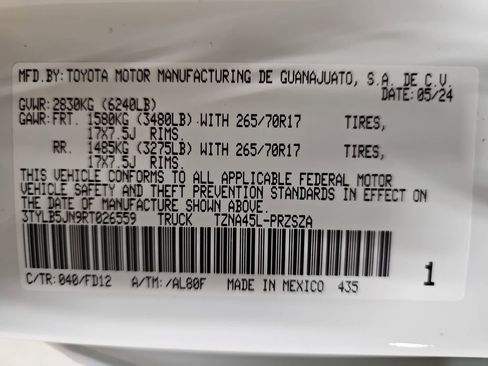 MFD.BY: TOYOTA MOTOR MANUFACTURING DE GUANAJUATO, S.A. DE C.V.
DATE: 05/24
GVWR: 2830KG (6240LB)
GAWR: FRT. 1580KG (3480LB) WITH 265/70R17 TIRES,
17X7.5J RIMS.
RR. 1485KG (3275LB) WITH 265/70R17 TIRES,
17X7.5J RIMS.
THIS VEHICLE CONFORMS TO ALL APPLICABLE FEDERAL MOTOR
VEHICLE SAFETY AND THEFT PREVENTION STANDARDS IN EFFECT ON
THE DATE OF MANUFACTURE SHOWN ABOVE.
3TYLB5JN9RT026559 TRUCK TZNA45L-PRZSZA
C/TR: 040/FD12 A/TM: /AL80F MADE IN MEXICO 435
1